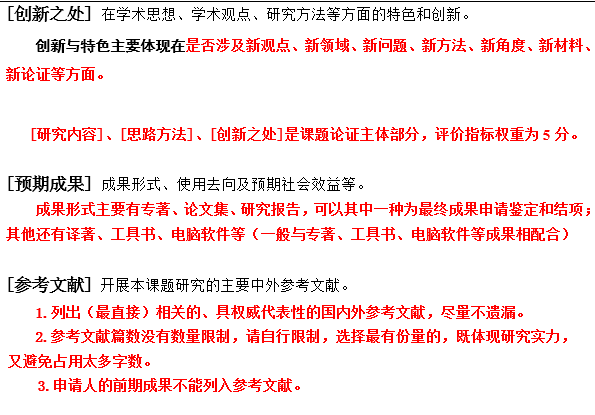 [创新之处] 在学术思想、学术观点、研究方法等方面的特色和创新。
创新与特色主要体现在是否涉及新观点、新领域、新问题、新方法、新角度、新材料、
新论证等方面。
[研究内容]、[思路方法]、[创新之处]是课题论证主体部分，评价指标权重为 5 分。
[预期成果] 成果形式、使用去向及预期社会效益等。
成果形式主要有专著、论文集、研究报告，可以其中一种为最终成果申请鉴定和结项；
其他还有译著、工具书、电脑软件等（一般与专著、工具书、电脑软件等成果相配合）
[参考文献] 开展本课题研究的主要中外参考文献。
1. 列出（最直接）相关的、具权威代表性的国内外参考文献，尽量不遗漏。
2. 参考文献篇数没有数量限制，请自行限制，选择最有份量的，既体现研究实力，
又避免占用太多字数。
3. 申请人的前期成果不能列入参考文献。